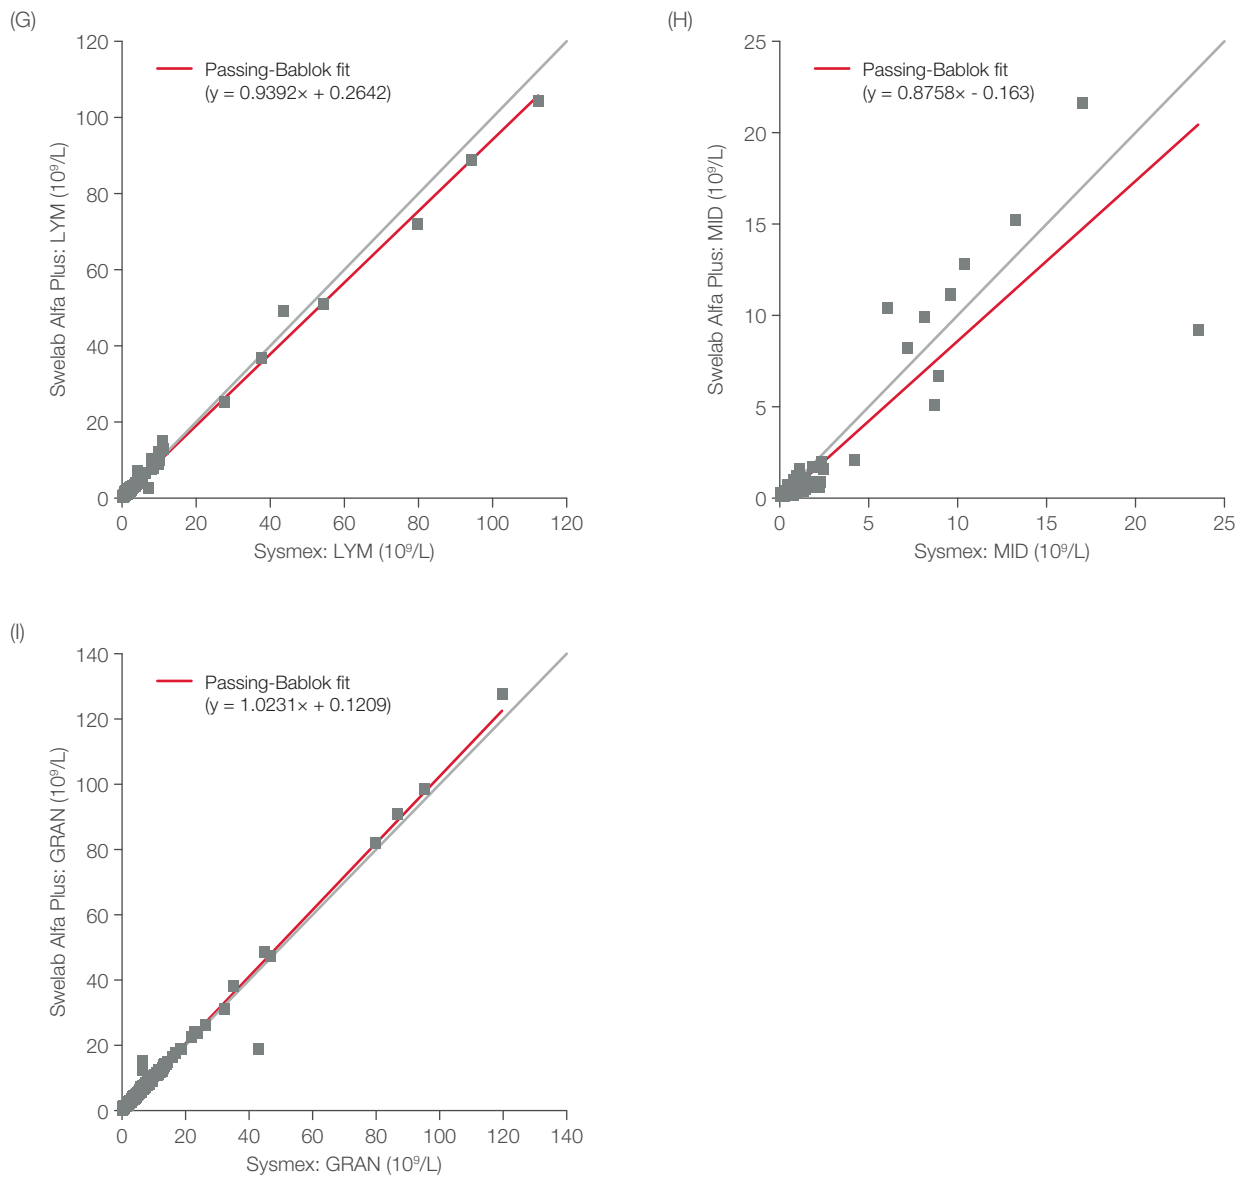 (G)
120
100
80
60
40
20
0
Swelab Alfa Plus: LYM (10⁹/L)
Passing-Bablok fit
(y = 0.9392× + 0.2642)
0 20 40 60 80 100 120
Sysmex: LYM (10⁹/L)
(H)
25
20
15
10
5
0
Swelab Alfa Plus: MID (10⁹/L)
Passing-Bablok fit
(y = 0.8758× - 0.163)
0 5 10 15 20 25
Sysmex: MID (10⁹/L)
(I)
140
120
100
80
60
40
20
0
Swelab Alfa Plus: GRAN (10⁹/L)
Passing-Bablok fit
(y = 1.0231× + 0.1209)
0 20 40 60 80 100 120 140
Sysmex: GRAN (10⁹/L)